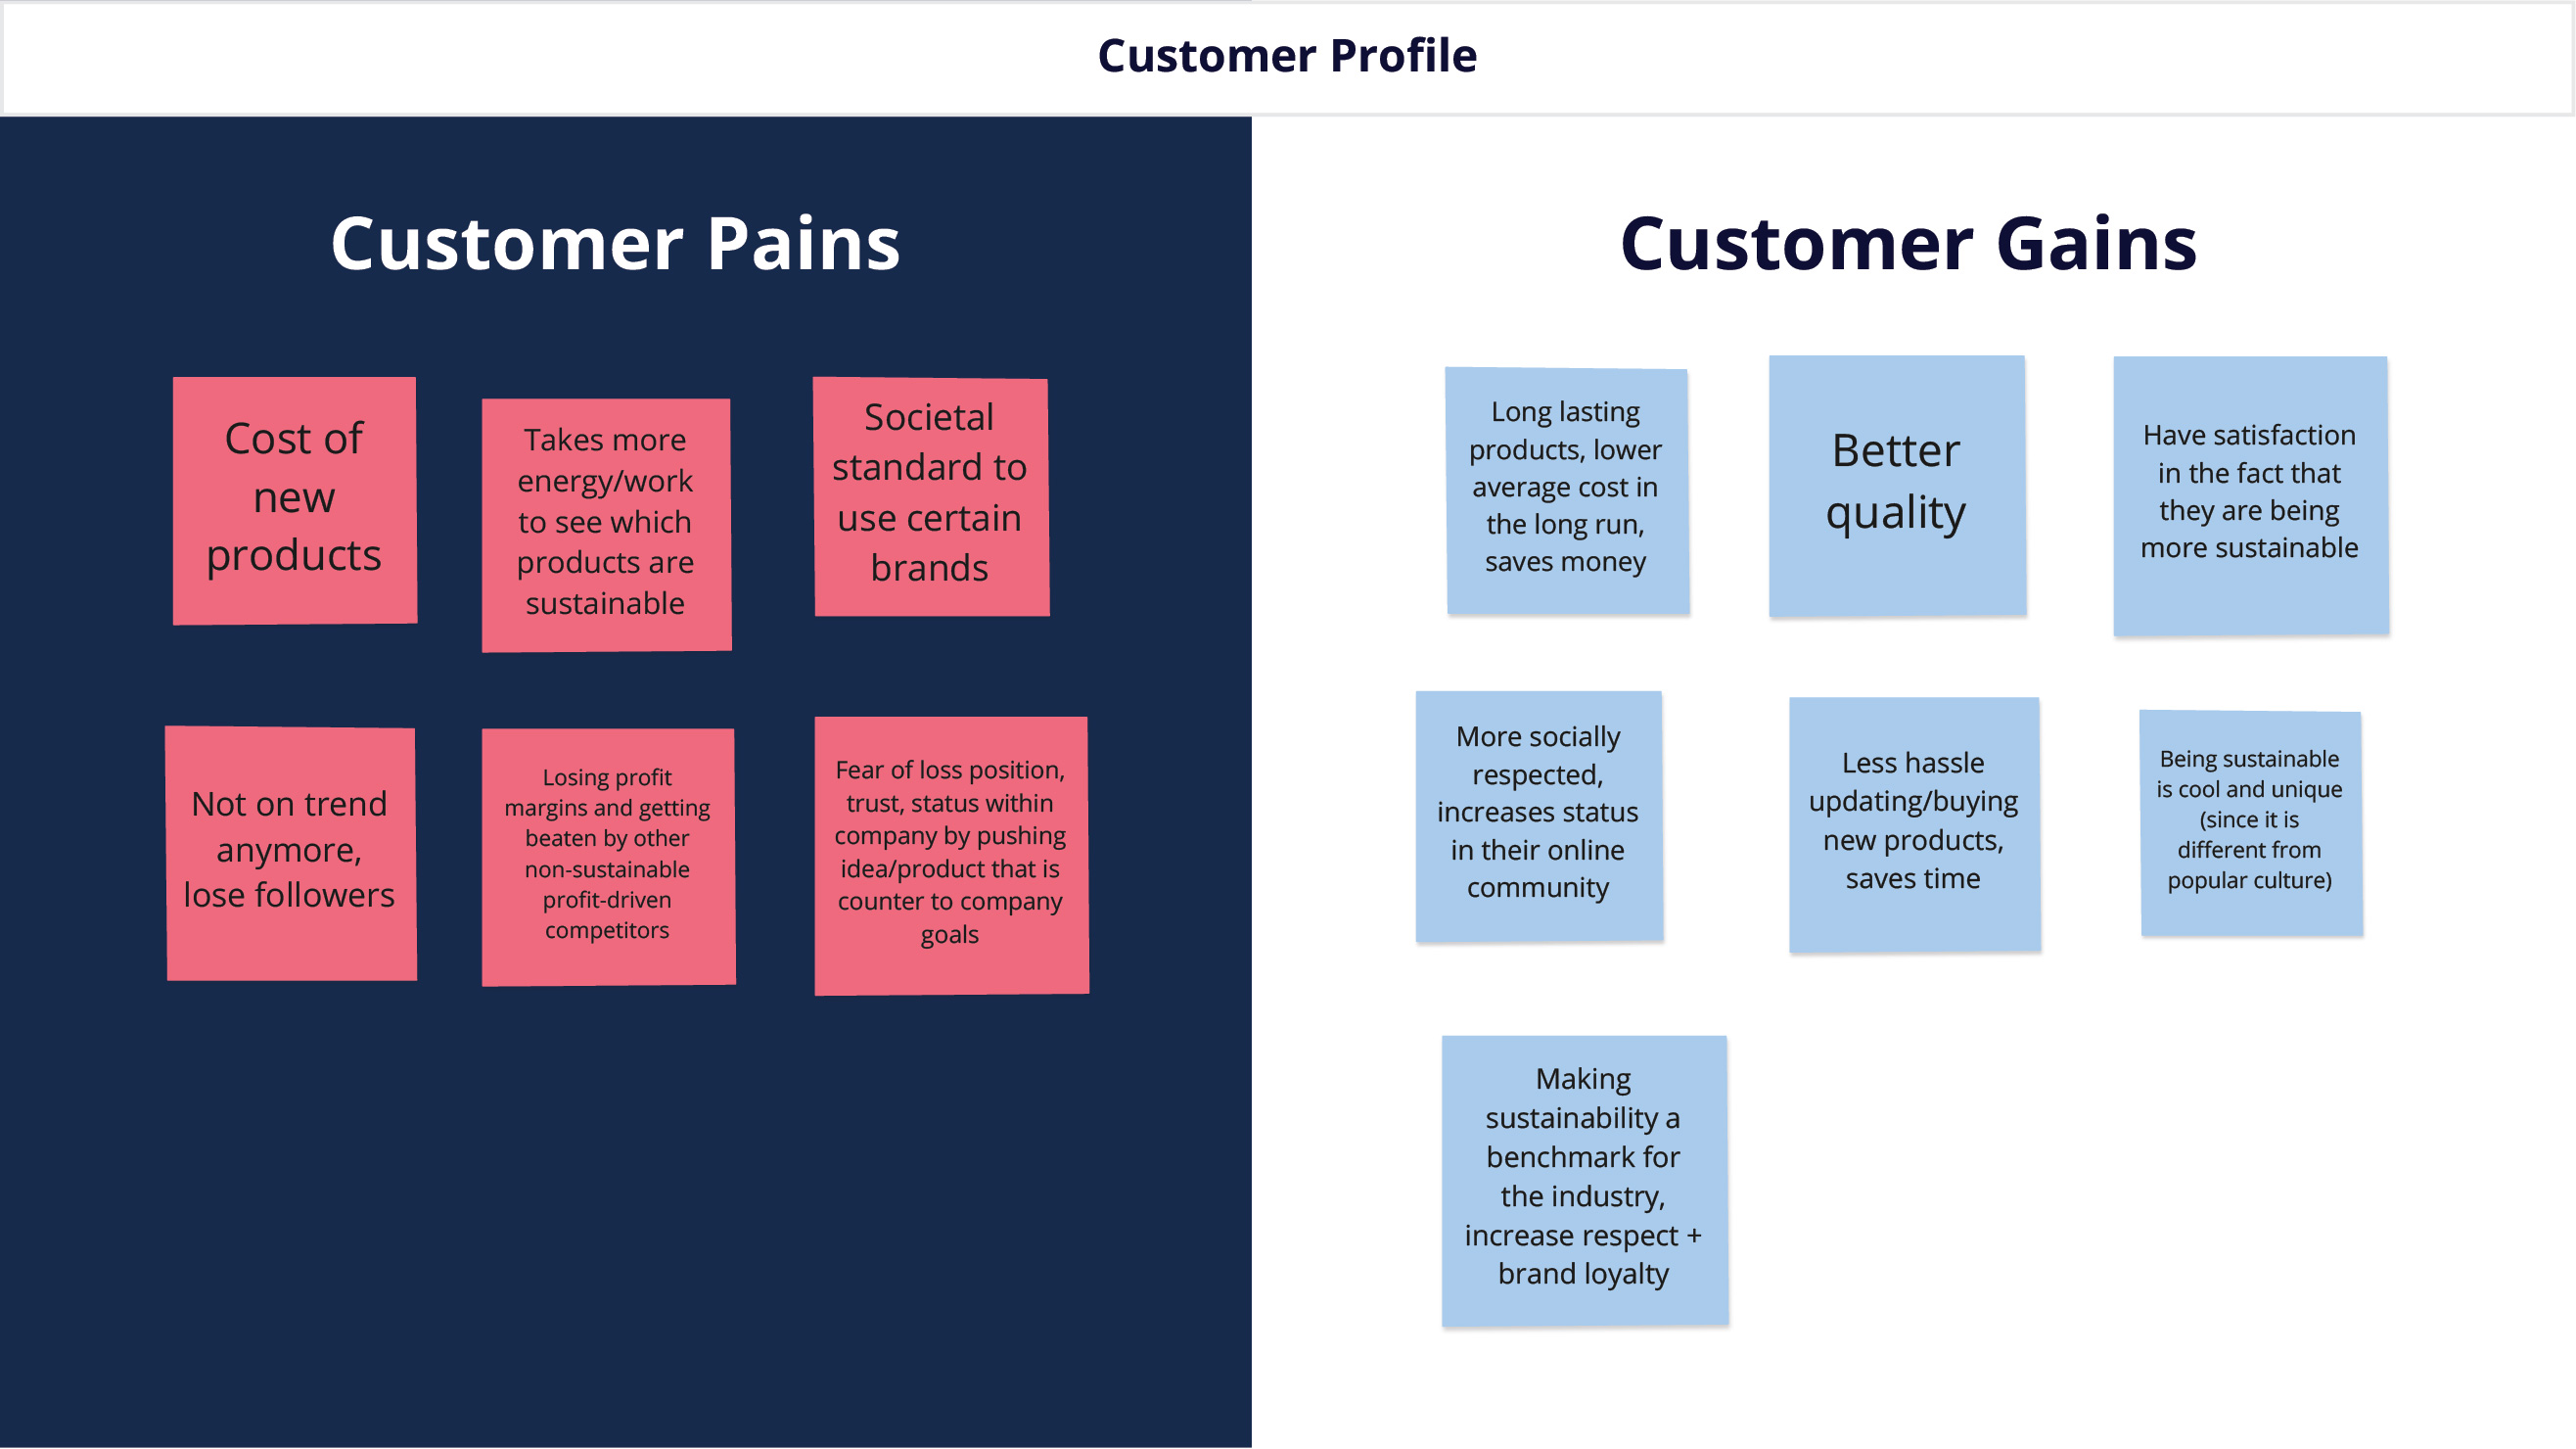 Customer Profile
Customer Pains
Cost of
new
products
Takes more
energy/work
to see which
products are
sustainable
Societal
standard to
use certain
brands
Not on trend
anymore,
lose followers
Losing profit
margins and getting
beaten by other
non-sustainable
profit-driven
competitors
Fear of loss position,
trust, status within
company by pushing
idea/product that is
counter to company
goals
Customer Gains
Long lasting
products, lower
average cost in
the long run,
saves money
Better
quality
Have satisfaction
in the fact that
they are being
more sustainable
More socially
respected,
increases status
in their online
community
Less hassle
updating/buying
new products,
saves time
Being sustainable
is cool and unique
(since it is
different from
popular culture)
Making
sustainability a
benchmark for
the industry,
increase respect +
brand loyalty